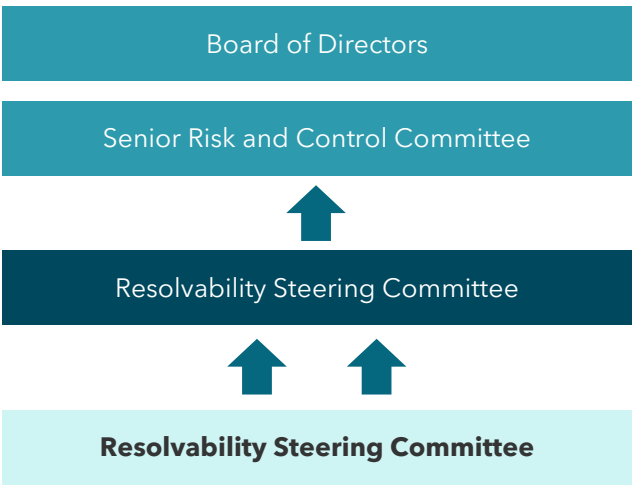 Board of Directors
Senior Risk and Control Committee
Resolvability Steering Committee
Resolvability Steering Committee